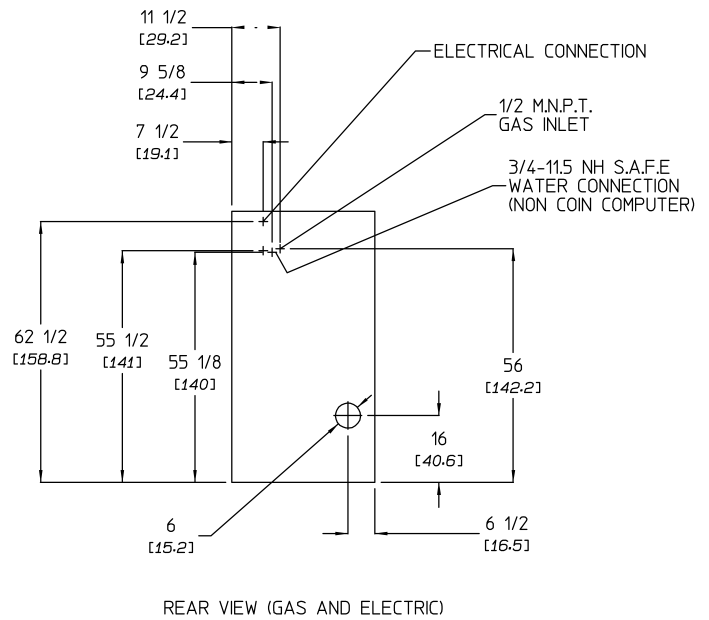 11 1/2
[29.2]
9 5/8
[24.4]
7 1/2
[19.1]
ELECTRICAL CONNECTION
1/2 M.N.P.T.
GAS INLET
3/4-11.5 NH S.A.F.E
WATER CONNECTION
(NON COIN COMPUTER)
62 1/2
[158.8]
55 1/2
[141]
55 1/8
[140]
56
[142.2]
16
[40.6]
6
[15.2]
6 1/2
[16.5]
REAR VIEW (GAS AND ELECTRIC)